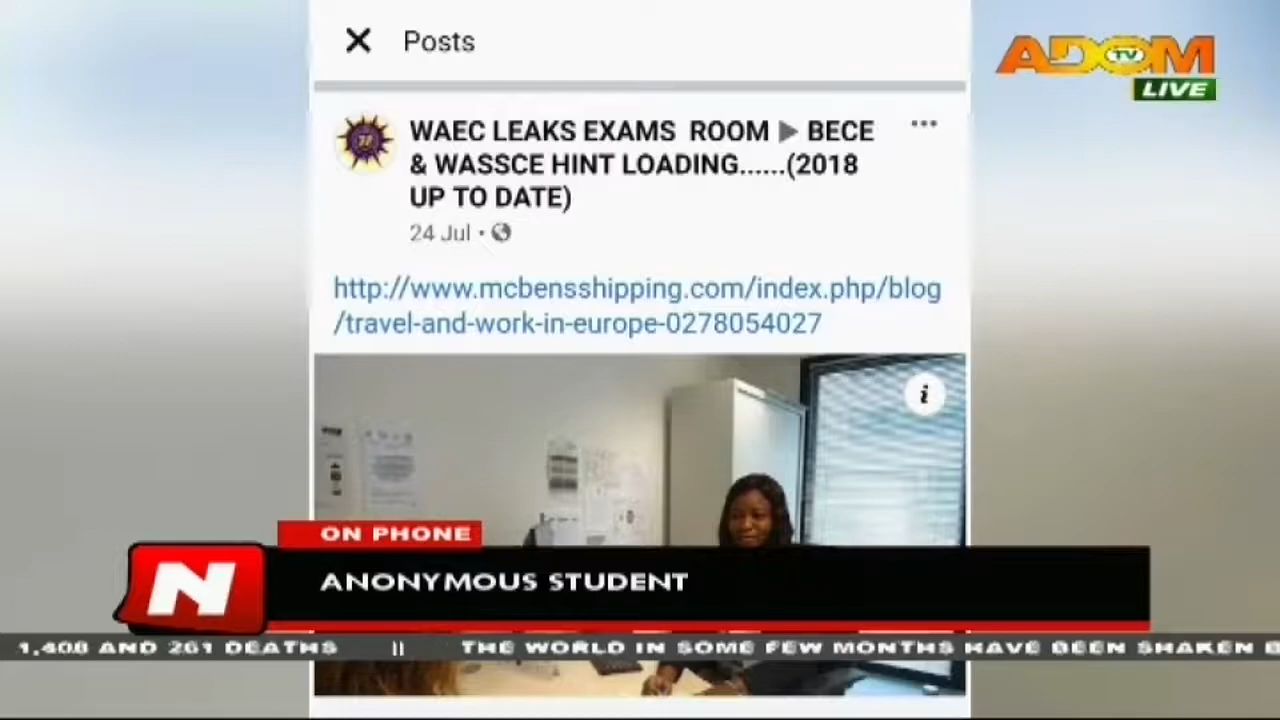 Posts
ADOM
TV
LIVE
WAEC LEAKS EXAMS ROOM ▶ BECE
& WASSCE HINT LOADING......(2018
UP TO DATE)
24 Jul ·
http://www.mcbensshipping.com/index.php/blog
/travel-and-work-in-europe-0278054027
i
ON PHONE
N
ANONYMOUS STUDENT
1,408 AND 261 DEATHS || THE WORLD IN SOME FEW MONTHS HAVE BEEN SHAKEN